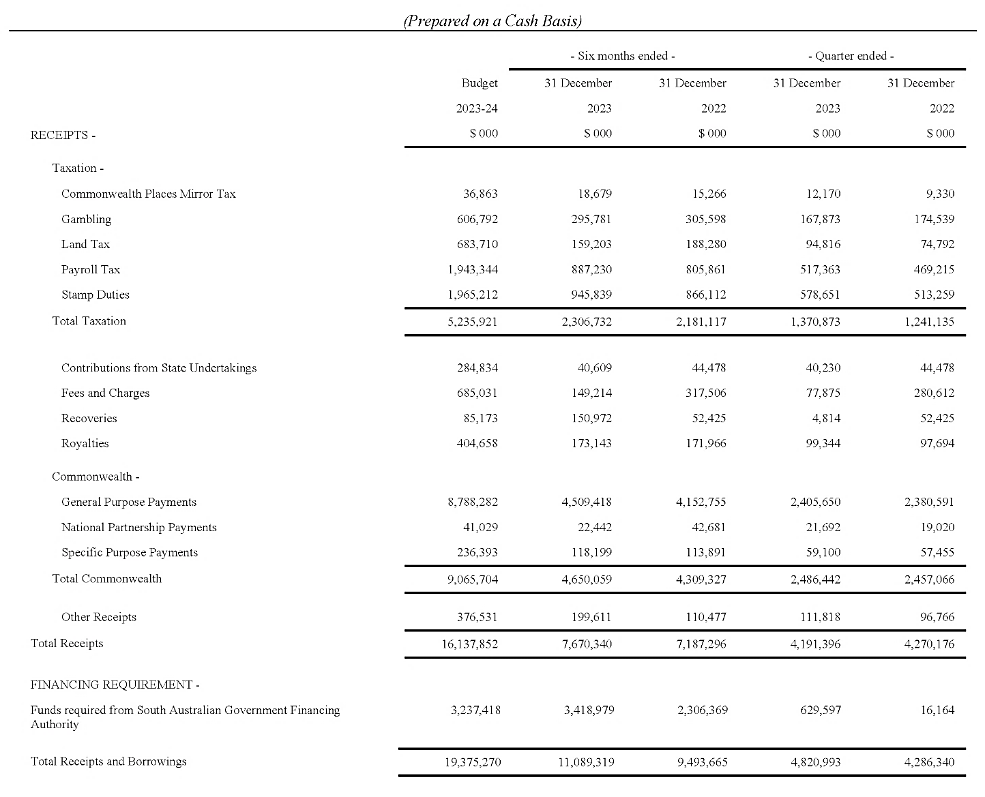 (Prepared on a Cash Basis)
- Six months ended - - Quarter ended -
Budget 31 December 31 December 31 December 31 December
2023-24 2023 2022 2023 2022
RECEIPTS - $ 000 $ 000 $ 000 $ 000 $ 000
Taxation -
Commonwealth Places Mirror Tax 36,863 18,679 15,266 12,170 9,330
Gambling 606,792 295,781 305,598 167,873 174,539
Land Tax 683,710 159,203 188,280 94,816 74,792
Payroll Tax 1,943,344 887,230 805,861 517,363 469,215
Stamp Duties 1,965,212 945,839 866,112 578,651 513,259
Total Taxation 5,235,921 2,306,732 2,181,117 1,370,873 1,241,135
Contributions from State Undertakings 284,834 40,609 44,478 40,230 44,478
Fees and Charges 685,031 149,214 317,506 77,875 280,612
Recoveries 85,173 150,972 52,425 4,814 52,425
Royalties 404,658 173,143 171,966 99,344 97,694
Commonwealth -
General Purpose Payments 8,788,282 4,509,418 4,152,755 2,405,650 2,380,591
National Partnership Payments 41,029 22,442 42,681 21,692 19,020
Specific Purpose Payments 236,393 118,199 113,891 59,100 57,455
Total Commonwealth 9,065,704 4,650,059 4,309,327 2,486,442 2,457,066
Other Receipts 376,531 199,611 110,477 111,818 96,766
Total Receipts 16,137,852 7,670,340 7,187,296 4,191,396 4,270,176
FINANCING REQUIREMENT -
Funds required from South Australian Government Financing 3,237,418 3,418,979 2,306,369 629,597 16,164
Authority
Total Receipts and Borrowings 19,375,270 11,089,319 9,493,665 4,820,993 4,286,340